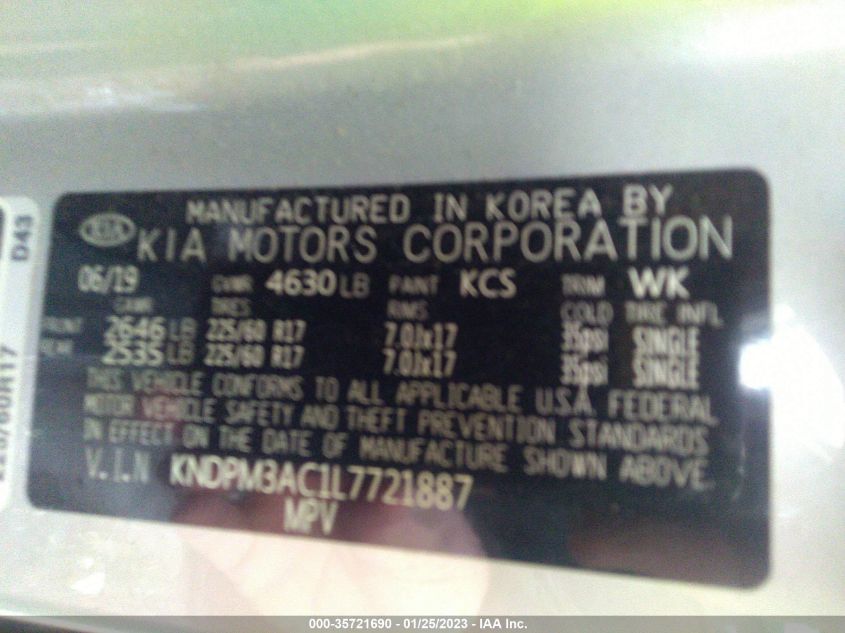 MANUFACTURED IN KOREA BY
KIA KIA MOTORS CORPORATION
06/19 GVWR 4630 LB PAINT KCS TRIM WK
GAWR TIRES RIMS COLD TIRE INFL
FRONT 2646 LB 225/60 R17 7.0Jx17 35psi SINGLE
REAR 2535 LB 225/60 R17 7.0Jx17 35psi SINGLE
THIS VEHICLE CONFORMS TO ALL APPLICABLE U.S.A. FEDERAL
MOTOR VEHICLE SAFETY AND THEFT PREVENTION STANDARDS
IN EFFECT ON THE DATE OF MANUFACTURE SHOWN ABOVE.
V.I.N KNDPM3AC1L7721887
MPV
D43
225/60R17
000-35721690 - 01/25/2023 - IAA Inc.